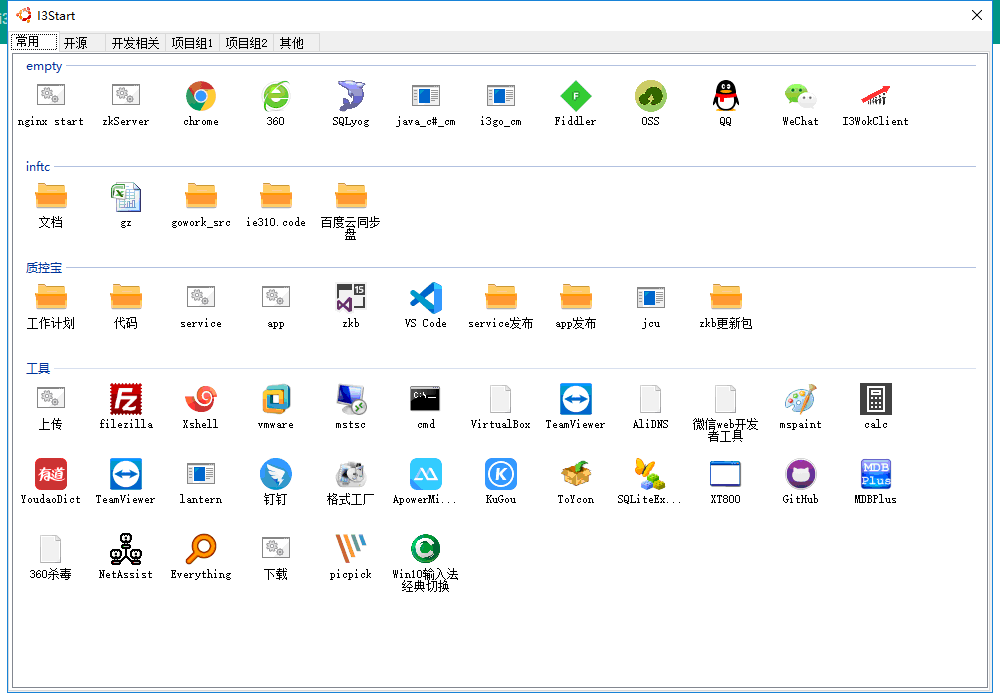 I3Start
常用 开源 开发相关 项目组1 项目组2 其他
empty
nginx start zkServer chrome 360 SQLyog java_c#_cm i3go_cm Fiddler OSS QQ WeChat I3WokClient
inftc
文档 gz gowork_src ie310.code 百度云同步
盘
质控宝
工作计划 代码 service app zkb VS Code service发布 app发布 jcu zkb更新包
工具
上传 filezilla Xshell vmware mstsc cmd VirtualBox TeamViewer AliDNS 微信web开发 mspaint calc
者工具
YoudaoDict TeamViewer lantern 钉钉 格式工厂 ApowerMi... KuGou ToYcon SQLiteEx... XT800 GitHub MDBPlus
360杀毒 NetAssist Everything 下载 picpick Win10输入法
经典切换